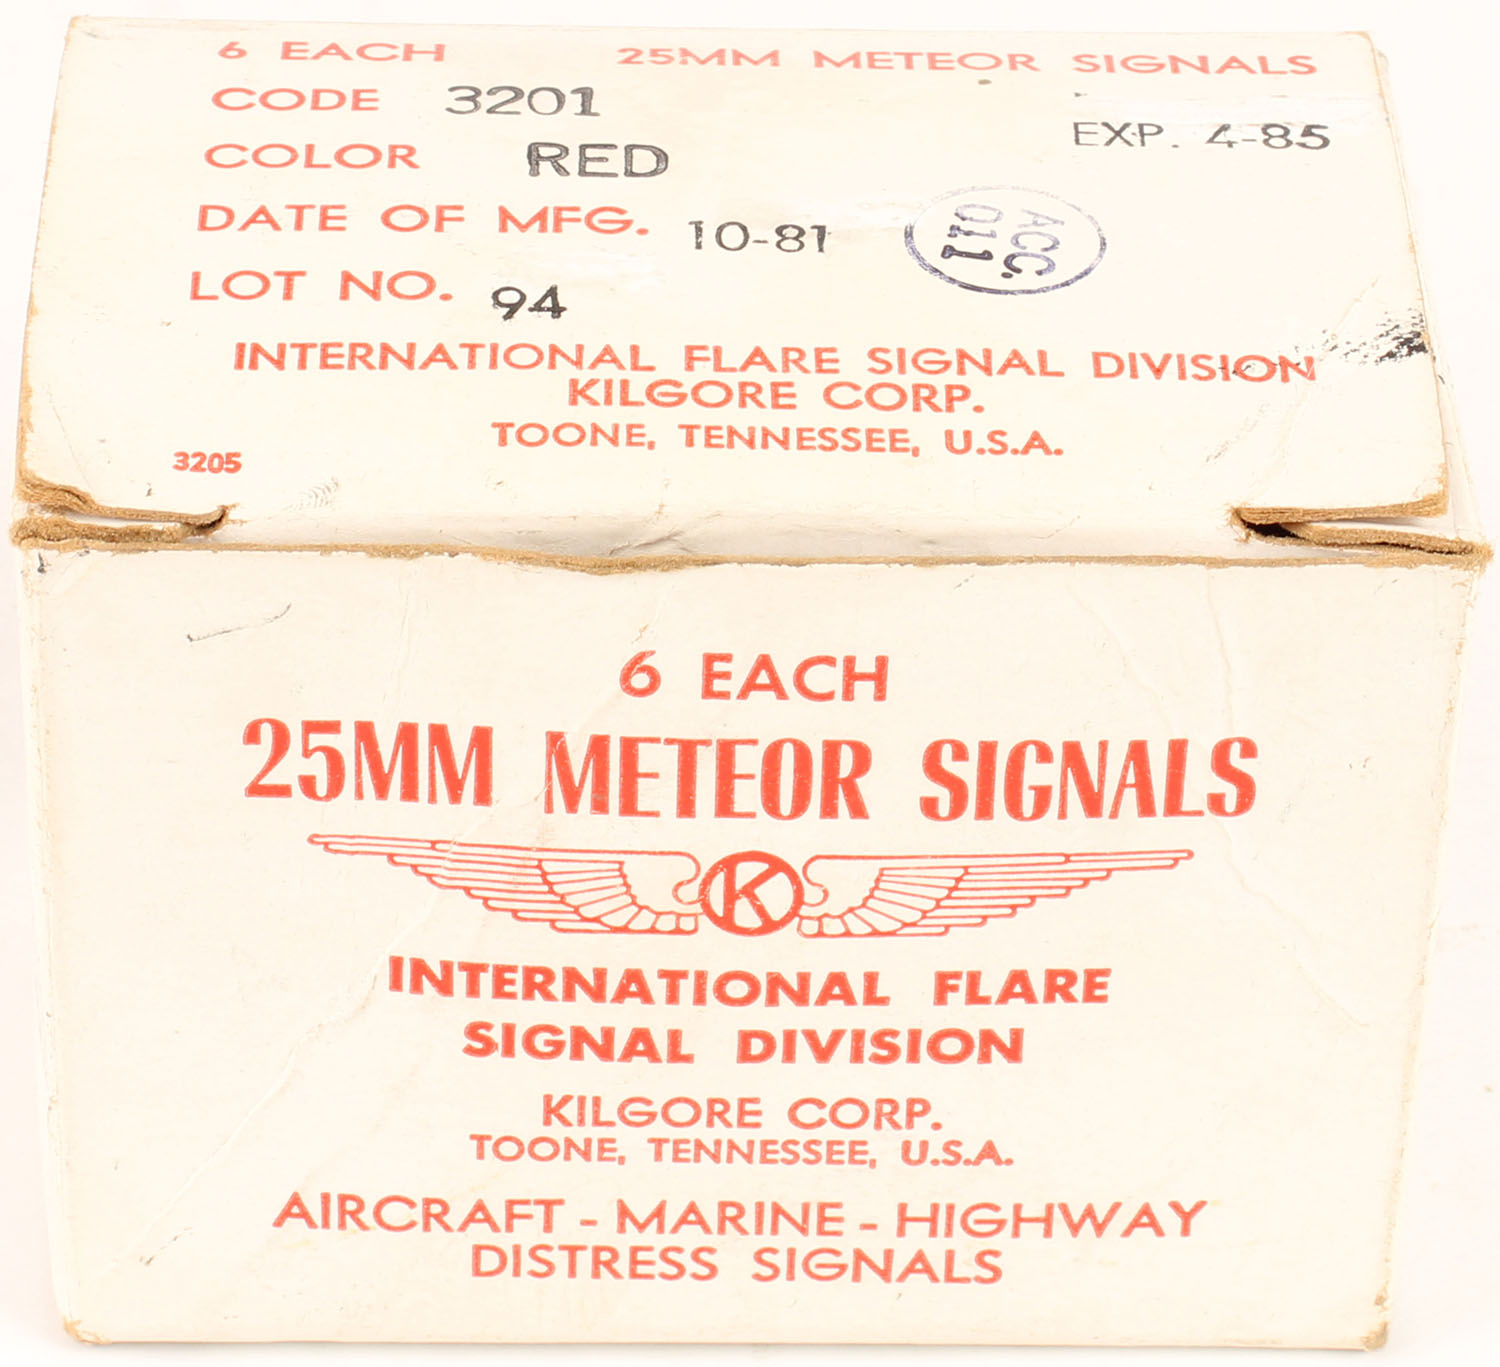 6 EACH 25MM METEOR SIGNALS
CODE 3201
EXP. 4-85
COLOR RED
DATE OF MFG. 10-81
ACC.
011
LOT NO. 94
INTERNATIONAL FLARE SIGNAL DIVISION
KILGORE CORP.
TOONE, TENNESSEE, U.S.A.
3205
6 EACH
25MM METEOR SIGNALS
K
INTERNATIONAL FLARE
SIGNAL DIVISION
KILGORE CORP.
TOONE, TENNESSEE, U.S.A.
AIRCRAFT - MARINE - HIGHWAY
DISTRESS SIGNALS